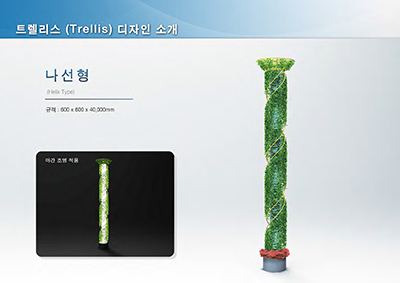 트렐리스 (Trellis) 디자인 소개
나선형
(Helix Type)
규격 : 600 x 600 x 40,000mm
야간 조명 적용